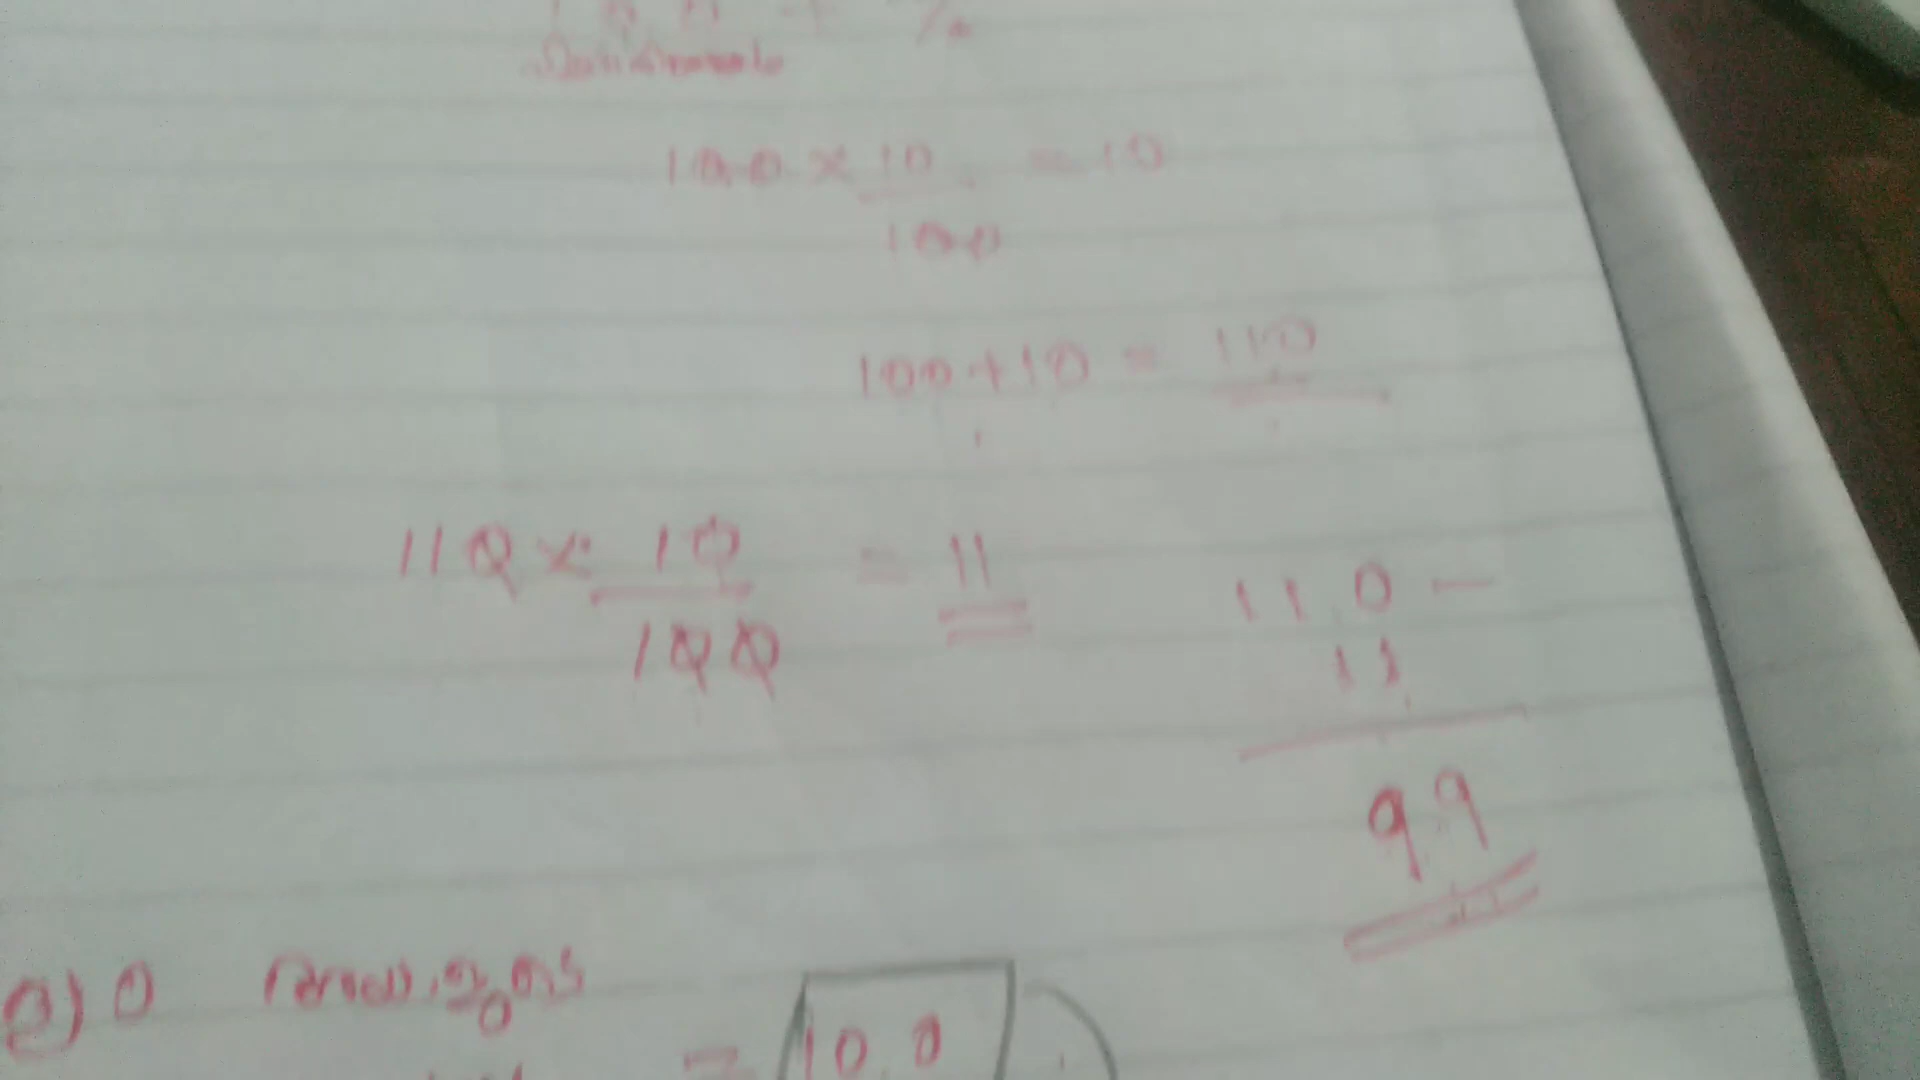 100 × 10 = 10
100
100 + 10 = 110
110 × 10 = 11
100
110 -
11
99
= 100